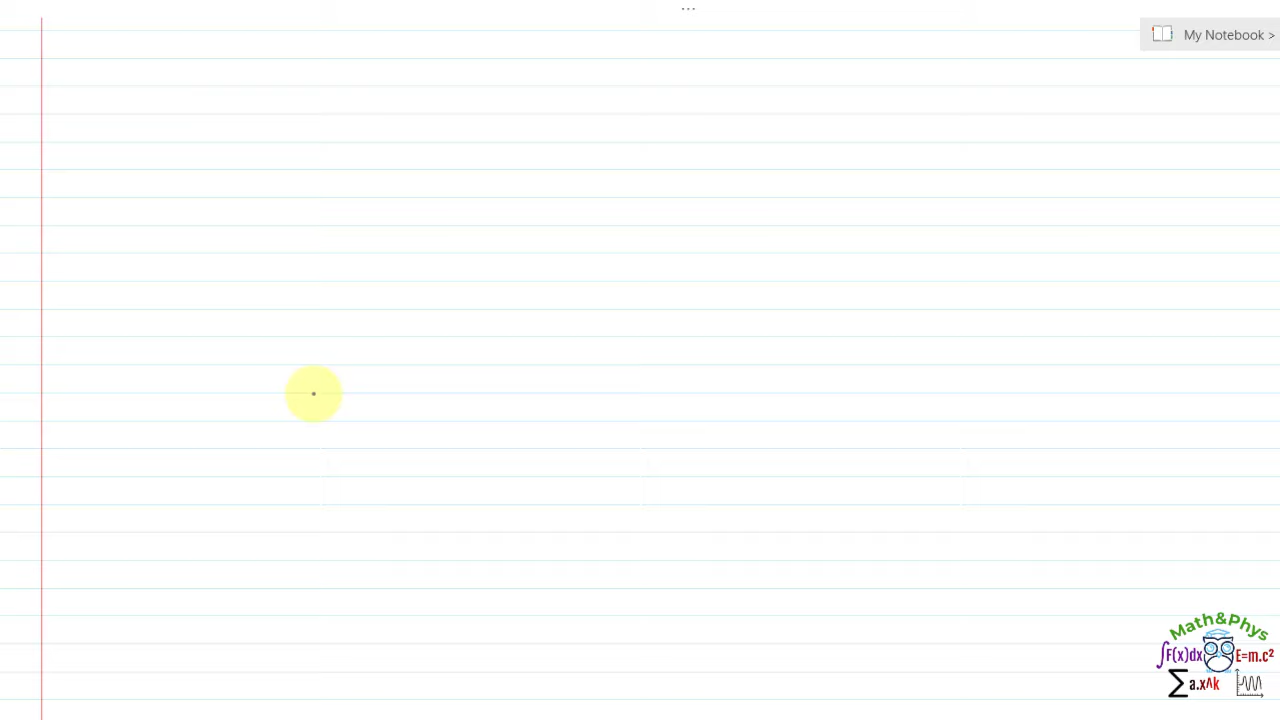 ...
My Notebook >
Math&Phys
∫F(x)dx E=m.c²
∑a.x^k